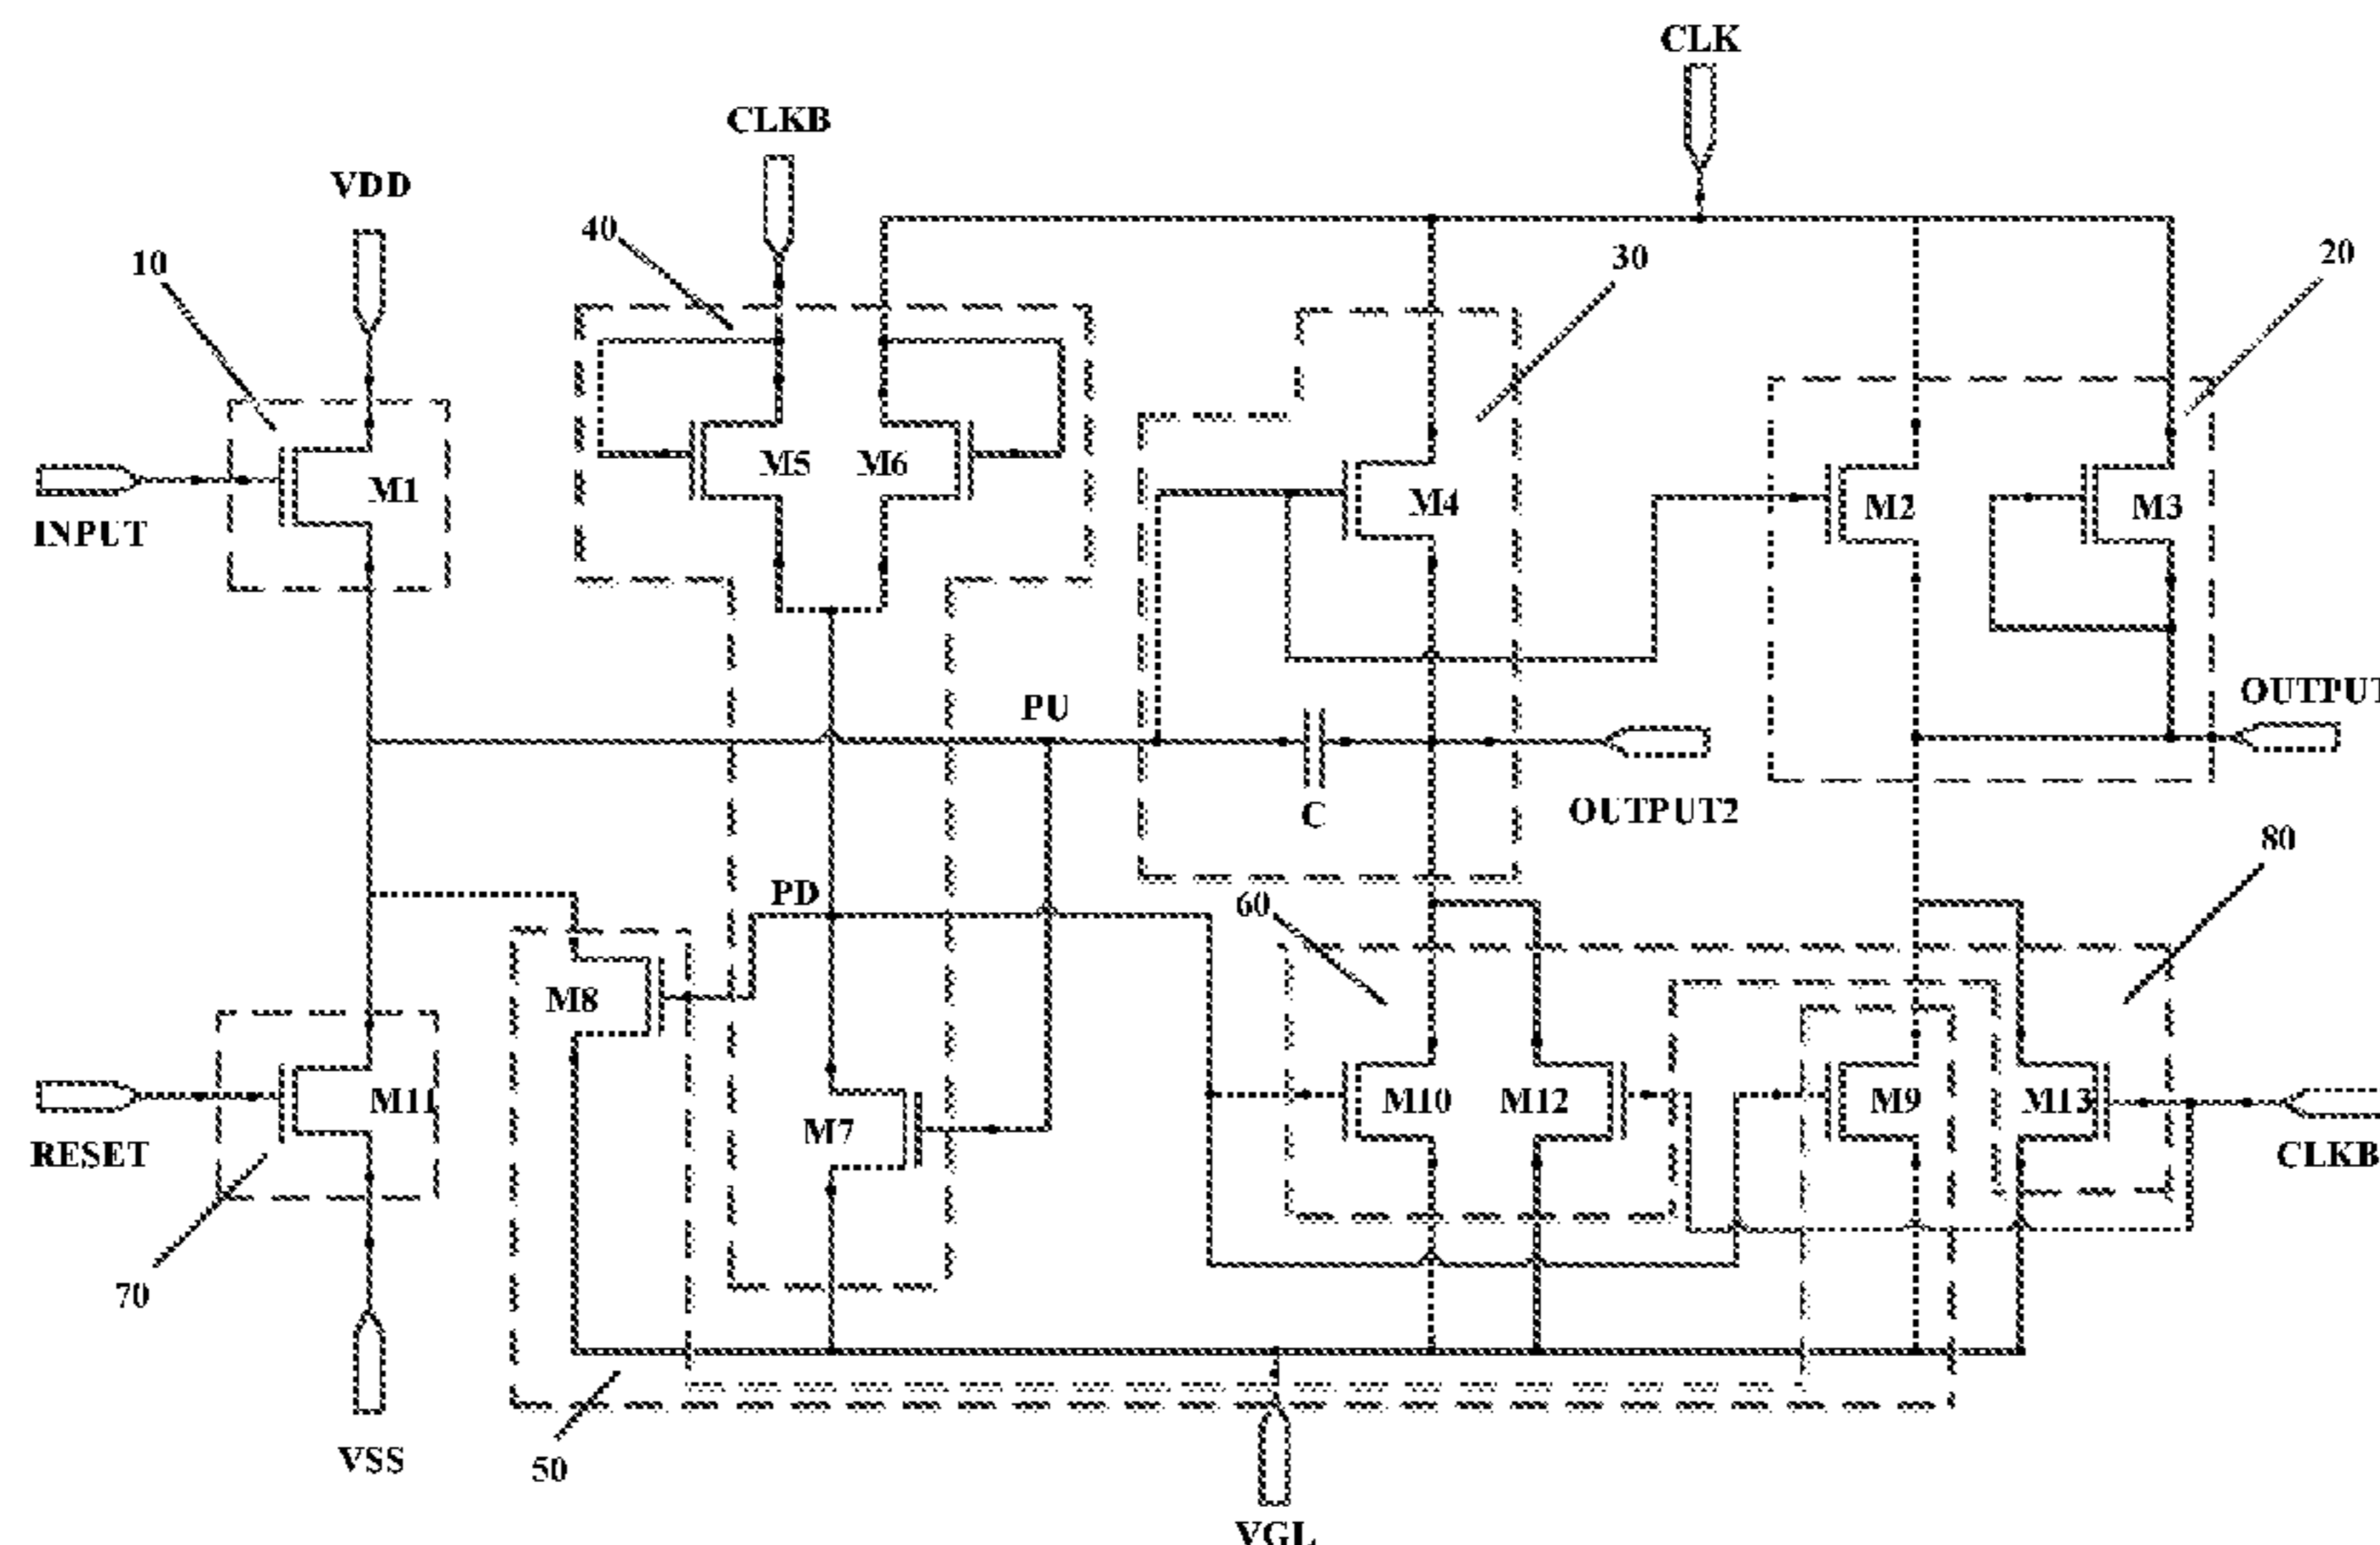 CLK
CLKB
VDD
40
10
30
20
M5
M6
M1
M4
M2
M3
INPUT
PU
OUTPUT
C
OUTPUT2
80
PD
60
M8
M11
M10
M12
M9
M13
M7
RESET
CLKB
70
VSS
50
VGL